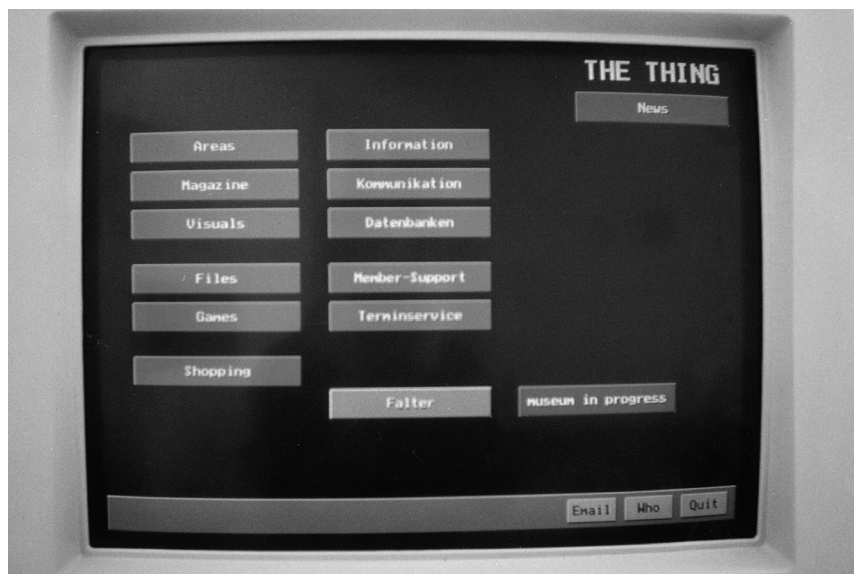 THE THING
News
Areas
Information
Magazine
Kommunikation
Visuals
Datenbanken
Files
Member-Support
Games
Terminservice
Shopping
Falter
museum in progress
Email
Who
Quit